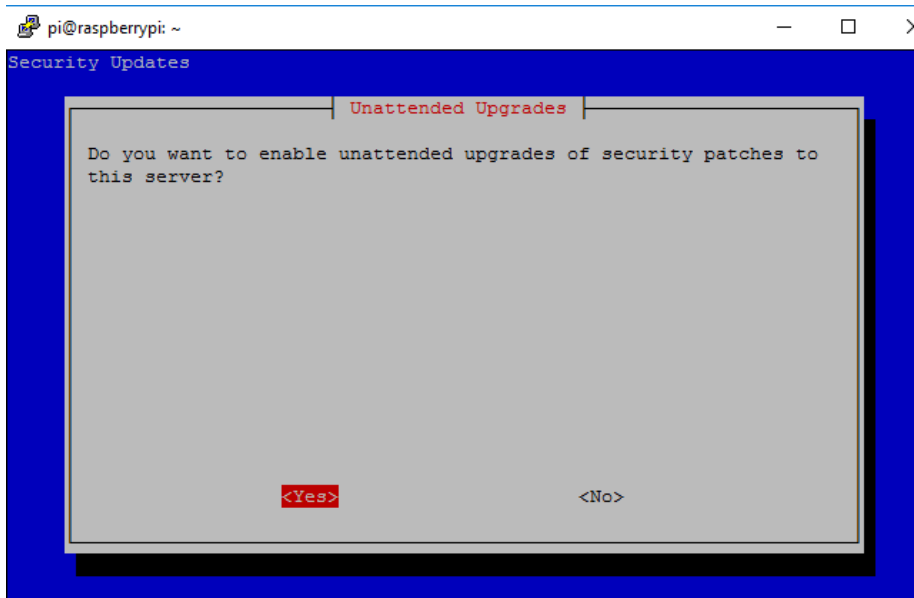 pi@raspberrypi: ~
Security Updates
Unattended Upgrades
Do you want to enable unattended upgrades of security patches to
this server?
<Yes> <No>